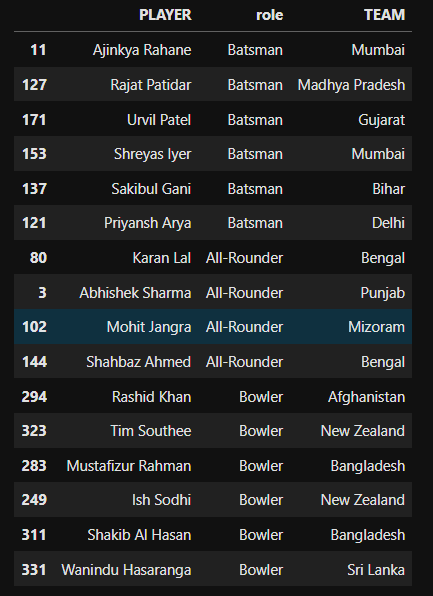 PLAYER role TEAM
11 Ajinkya Rahane Batsman Mumbai
127 Rajat Patidar Batsman Madhya Pradesh
171 Urvil Patel Batsman Gujarat
153 Shreyas Iyer Batsman Mumbai
137 Sakibul Gani Batsman Bihar
121 Priyansh Arya Batsman Delhi
80 Karan Lal All-Rounder Bengal
3 Abhishek Sharma All-Rounder Punjab
102 Mohit Jangra All-Rounder Mizoram
144 Shahbaz Ahmed All-Rounder Bengal
294 Rashid Khan Bowler Afghanistan
323 Tim Southee Bowler New Zealand
283 Mustafizur Rahman Bowler Bangladesh
249 Ish Sodhi Bowler New Zealand
311 Shakib Al Hasan Bowler Bangladesh
331 Wanindu Hasaranga Bowler Sri Lanka